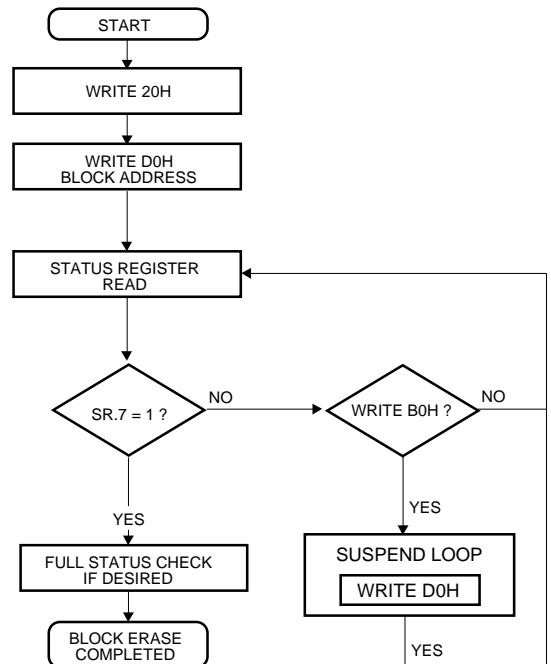 START
WRITE 20H
WRITE D0H
BLOCK ADDRESS
STATUS REGISTER
READ
SR.7 = 1 ?
NO
WRITE B0H ?
NO
YES
YES
FULL STATUS CHECK
IF DESIRED
SUSPEND LOOP
WRITE D0H
BLOCK ERASE
COMPLETED
YES